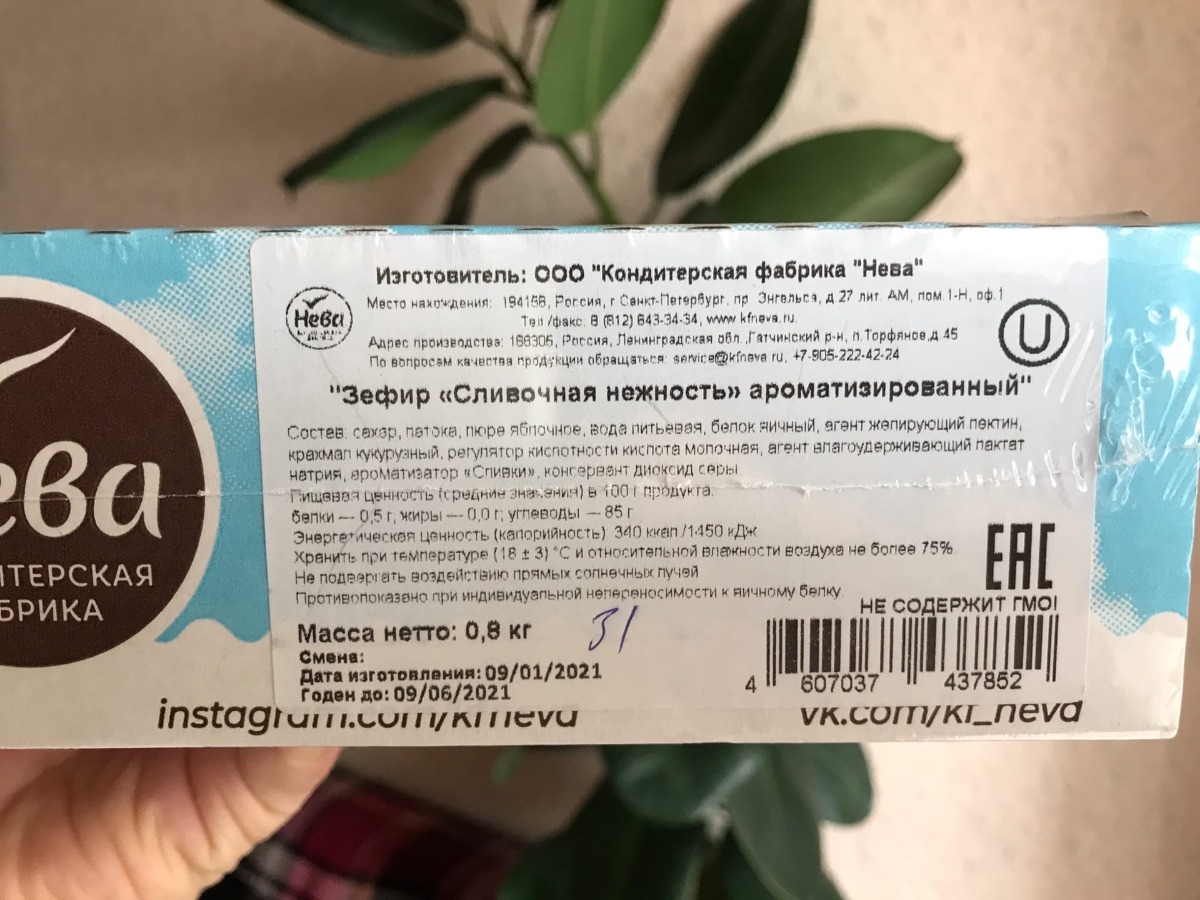 Изготовитель: ООО "Кондитерская фабрика "Нева"
Место нахождения: 194156, Россия, г Санкт-Петербург, пр. Энгельса, д 27 лит. АМ, пом.1-Н, оф.1
Тел/факс: 8 (812) 643-34-34, www kfneva.ru.
Адрес производства: 188305, Россия, Ленинградская обл.,Гатчинский р-н, п.Торфяное,д 45
По вопросам качества продукции обращаться: service@kfneva ru, +7-905-222-42-24
Нева
U
"Зефир «Сливочная нежность» ароматизированный"
Состав: сахар, патока, пюре яблочное, вода питьевая, белок яичный, агент желирующий пектин,
крахмал кукурузный, регулятор кислотности кислота молочная, агент влагоудерживающий лактат
натрия, ароматизатор «Сливки», консервант диоксид серы
Пищевая ценность (средние значения) в 100 г продукта:
белки — 0,5 г; жиры — 0,0 г; углеводы — 85 г
Энергетическая ценность (калорийность): 340 ккал /1450 кДж
Хранить при температуре (18 ± 3) °С и относительной влажности воздуха не более 75%
Не подвергать воздействию прямых солнечных лучей
Противопоказано при индивидуальной непереносимости к яичному белку.
EAC
НЕ СОДЕРЖИТ ГМО!
Масса нетто: 0,8 кг
31
Смена:
Дата изготовления: 09/01/2021
Годен до: 09/06/2021
4 607037 437852
ева
ИТЕРСКАЯ
БРИКА
instagram.com/kfneva
vk.com/kf_neva